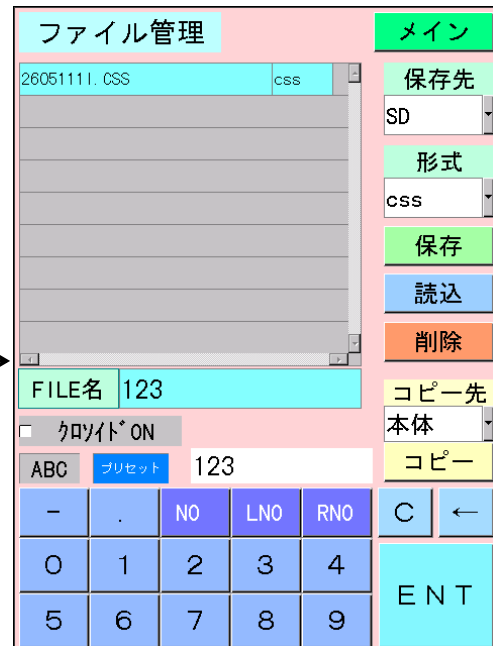 ファイル管理 メイン
26051111. CSS css 保存先
SD
形式
css
保存
読込
削除
FILE名 123 コピー先
ｸﾛｿｲﾄﾞ ON 本体
ABC プリセット 123 コピー
－ . NO LNO RNO C ←
0 1 2 3 4
ENT
5 6 7 8 9